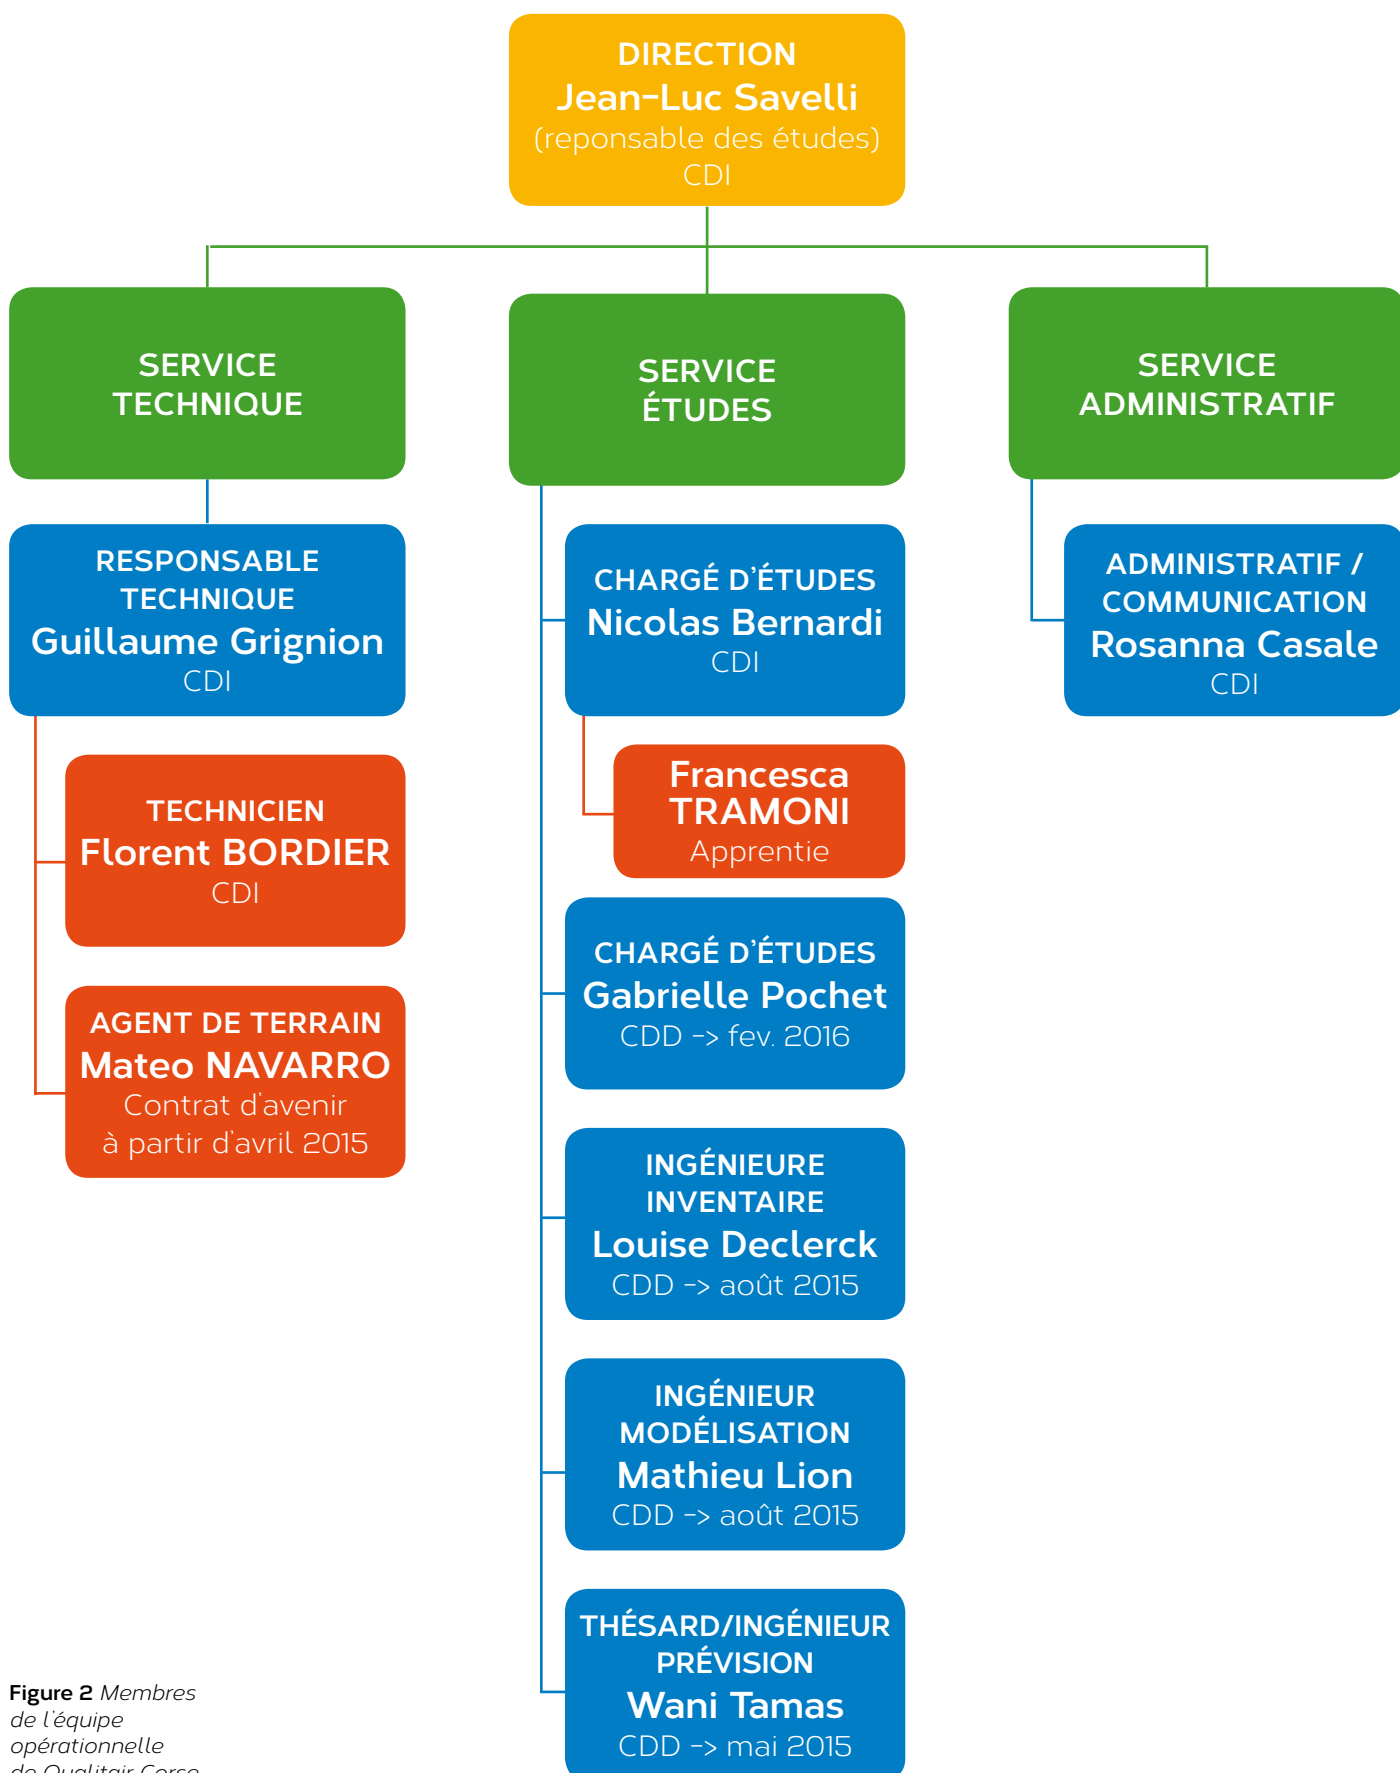 DIRECTION
Jean-Luc Savelli
(reponsable des études)
CDI
SERVICE
TECHNIQUE
SERVICE
ÉTUDES
SERVICE
ADMINISTRATIF
RESPONSABLE
TECHNIQUE
Guillaume Grignion
CDI
TECHNICIEN
Florent BORDIER
CDI
AGENT DE TERRAIN
Mateo NAVARRO
Contrat d'avenir
à partir d'avril 2015
CHARGÉ D'ÉTUDES
Nicolas Bernardi
CDI
Francesca
TRAMONI
Apprentie
CHARGÉ D'ÉTUDES
Gabrielle Pochet
CDD -> fev. 2016
INGÉNIEURE
INVENTAIRE
Louise Declerck
CDD -> août 2015
INGÉNIEUR
MODÉLISATION
Mathieu Lion
CDD -> août 2015
THÉSARD/INGÉNIEUR
PRÉVISION
Wani Tamas
CDD -> mai 2015
ADMINISTRATIF /
COMMUNICATION
Rosanna Casale
CDI
Figure 2 Membres
de l'équipe
opérationnelle
de Qualitair Corse